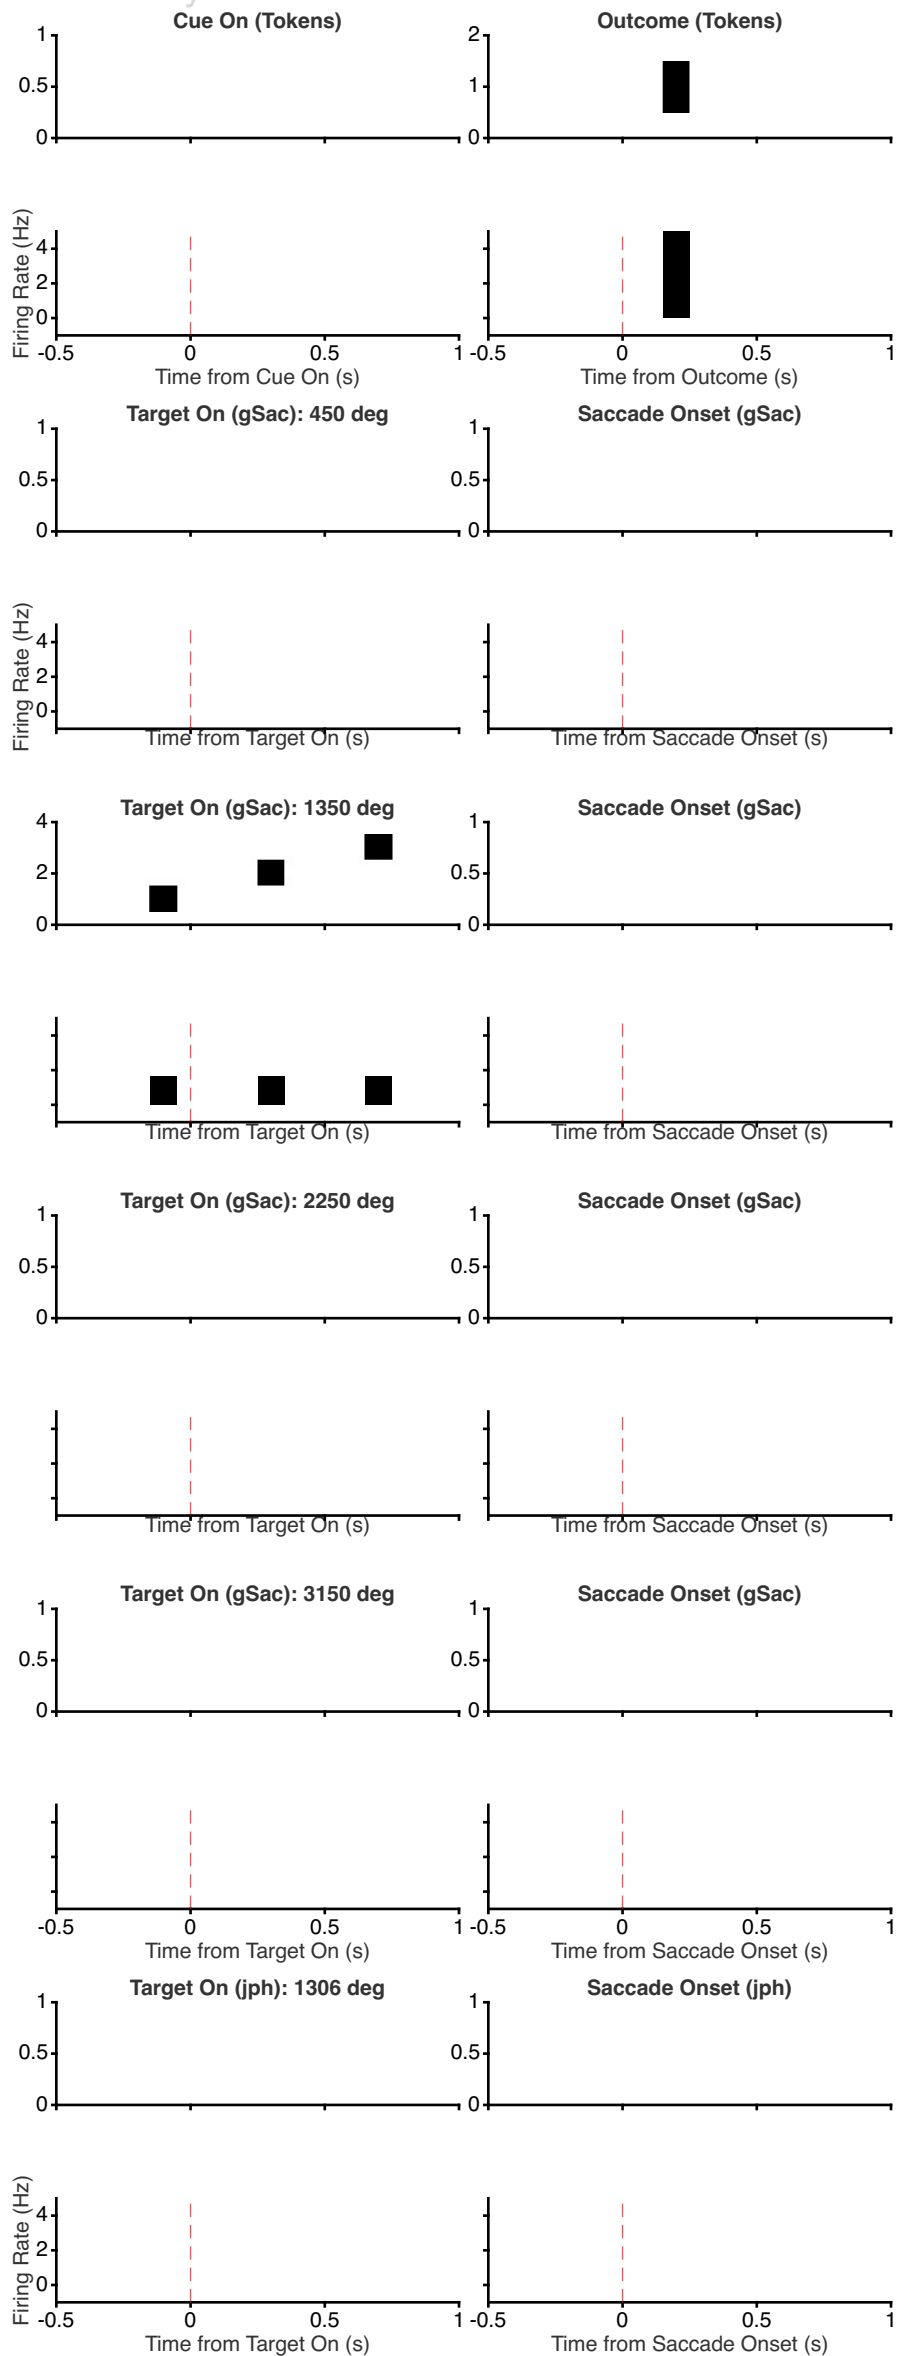 Cue On (Tokens) Outcome (Tokens)
1 2
0.5 1
0 0
Firing Rate (Hz)
4
2
0
-0.5 0 0.5 1 -0.5 0 0.5 1
Time from Cue On (s) Time from Outcome (s)
Target On (gSac): 450 deg Saccade Onset (gSac)
1 1
0.5 0.5
0 0
Firing Rate (Hz)
4
2
0
Time from Target On (s) Time from Saccade Onset (s)
Target On (gSac): 1350 deg Saccade Onset (gSac)
4 1
2 0.5
0 0
Time from Target On (s) Time from Saccade Onset (s)
Target On (gSac): 2250 deg Saccade Onset (gSac)
1 1
0.5 0.5
0 0
Time from Target On (s) Time from Saccade Onset (s)
Target On (gSac): 3150 deg Saccade Onset (gSac)
1 1
0.5 0.5
0 0
-0.5 0 0.5 1 -0.5 0 0.5 1
Time from Target On (s) Time from Saccade Onset (s)
Target On (jph): 1306 deg Saccade Onset (jph)
1 1
0.5 0.5
0 0
Firing Rate (Hz)
4
2
0
-0.5 0 0.5 1 -0.5 0 0.5 1
Time from Target On (s) Time from Saccade Onset (s)